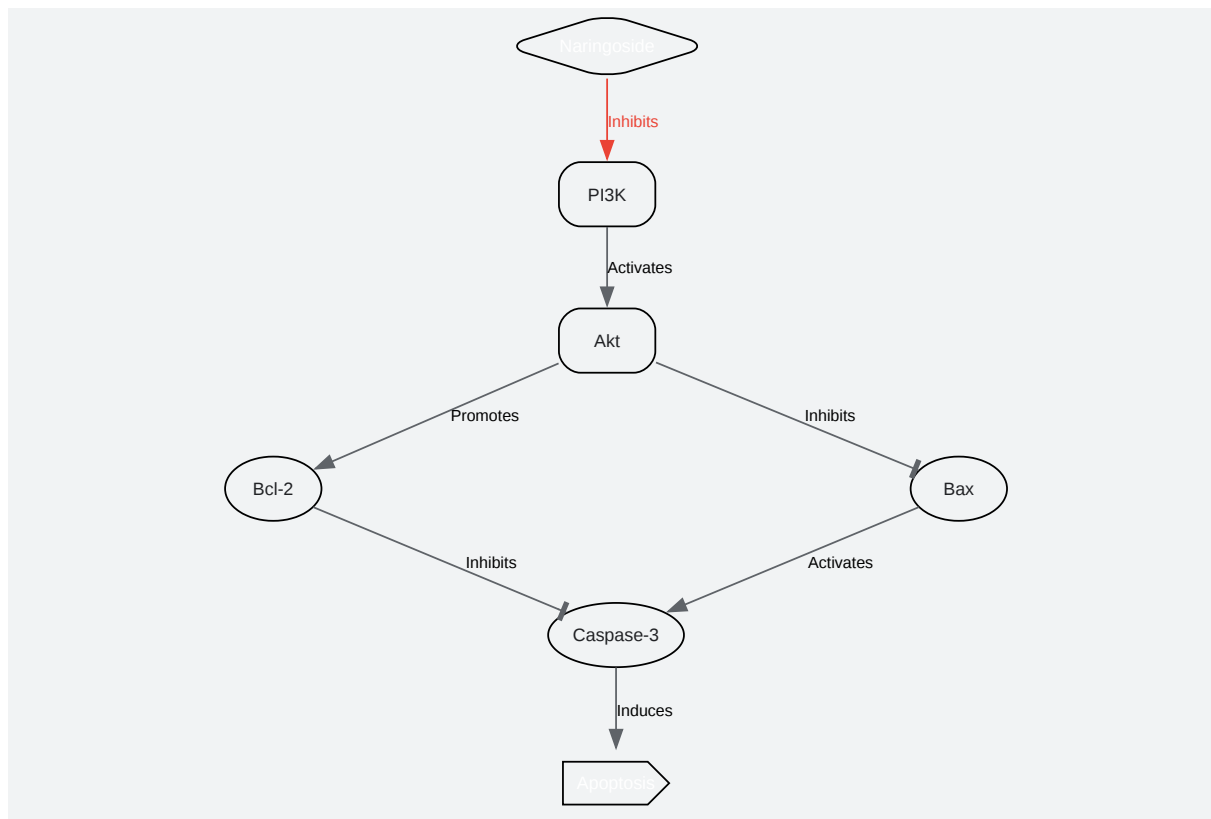 Naringoside
Inhibits
PI3K
Activates
Akt
Promotes
Inhibits
Bcl-2
Bax
Inhibits
Activates
Caspase-3
Induces
Apoptosis